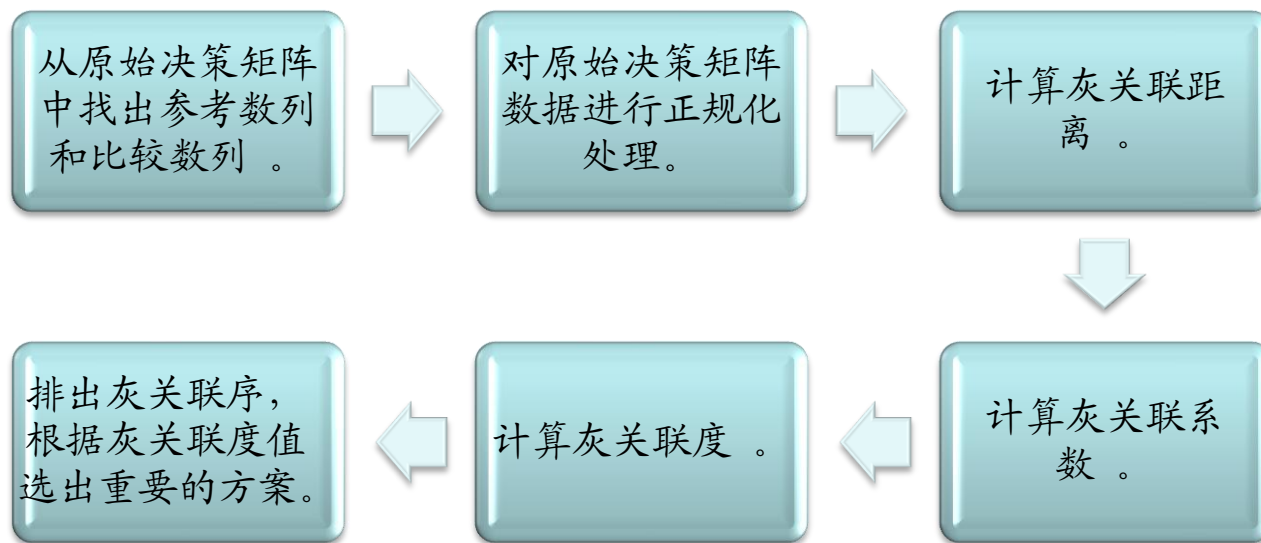 从原始决策矩阵
中找出参考数列
和比较数列 。
对原始决策矩阵
数据进行正规化
处理。
计算灰关联距
离 。
计算灰关联系
数 。
计算灰关联度 。
排出灰关联序，
根据灰关联度值
选出重要的方案。